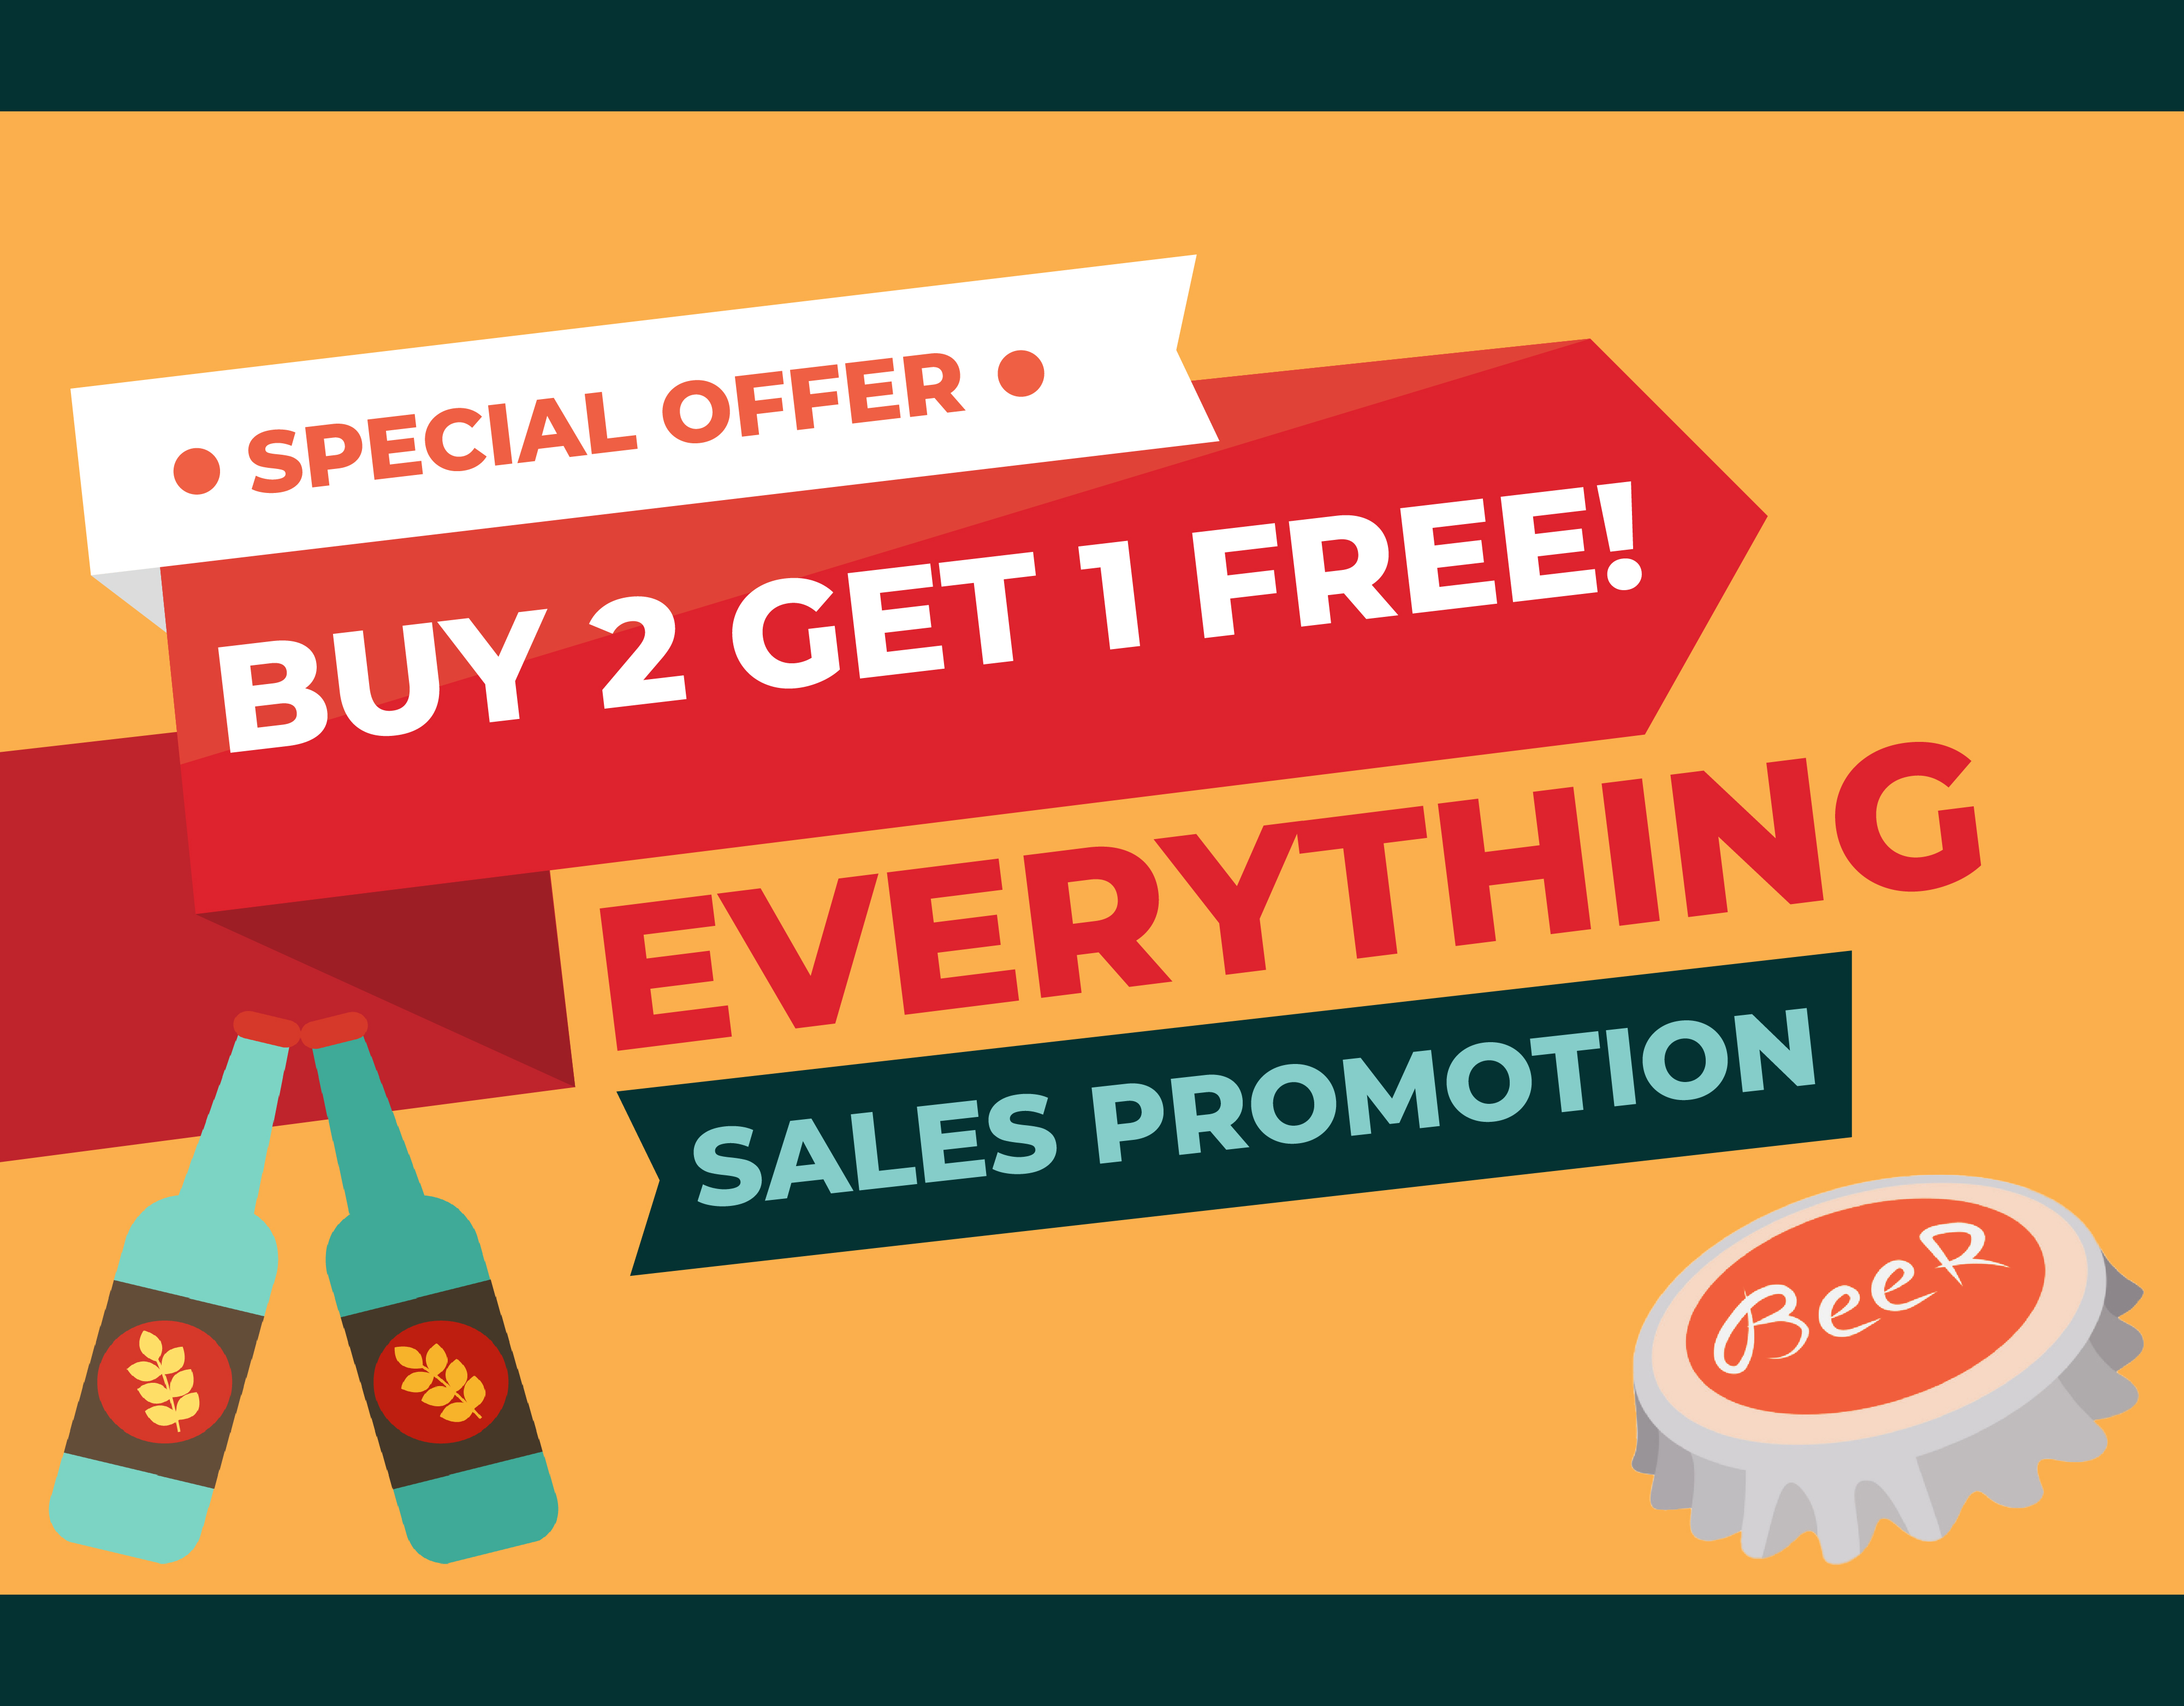 SPECIAL OFFER
BUY 2 GET 1 FREE!
EVERYTHING
SALES PROMOTION
BeeR